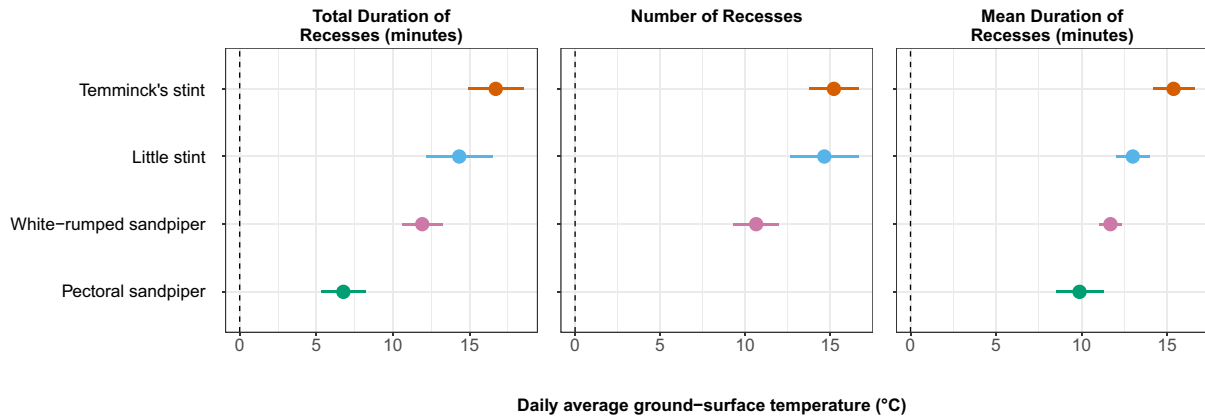 Total Duration of
Recesses (minutes)
Number of Recesses
Mean Duration of
Recesses (minutes)
Temminck's stint
Little stint
White−rumped sandpiper
Pectoral sandpiper
0 5 10 15
0 5 10 15
0 5 10 15
Daily average ground−surface temperature (°C)